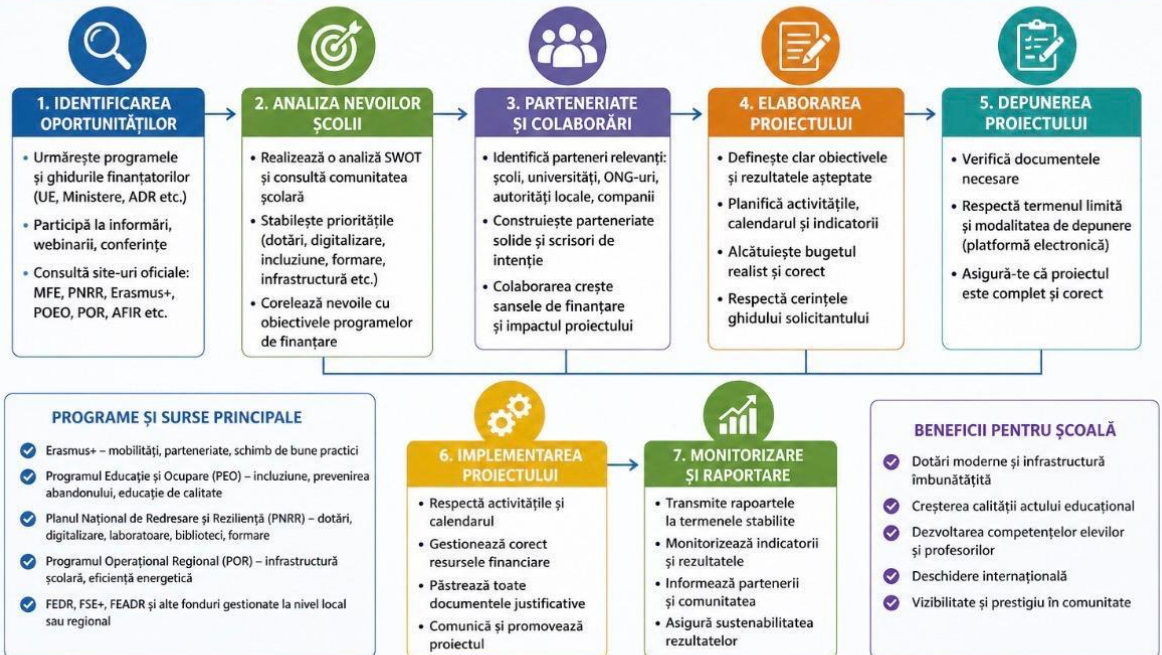 1. IDENTIFICAREA
OPORTUNITĂȚILOR
• Urmărește programele
și ghidurile finanțatorilor
(UE, Ministere, ADR etc.)
• Participă la informări,
webinarii, conferințe
• Consultă site-uri oficiale:
MFE, PNRR, Erasmus+,
POEO, POR, AFIR etc.
2. ANALIZA NEVOILOR
ȘCOLII
• Realizează o analiză SWOT
și consultă comunitatea
școlară
• Stabilește prioritățile
(dotări, digitalizare,
incluziune, formare,
infrastructură etc.)
• Corelează nevoile cu
obiectivele programelor
de finanțare
3. PARTENERIATE
ȘI COLABORĂRI
• Identifică parteneri relevanți:
școli, universități, ONG-uri,
autorități locale, companii
• Construiește parteneriate
solide și scrisori de
intenție
• Colaborarea crește
sansele de finanțare
și impactul proiectului
4. ELABORAREA
PROIECTULUI
• Definește clar obiectivele
și rezultatele așteptate
• Planifică activitățile,
calendarul și indicatorii
• Alcătuiește bugetul
realist și corect
• Respectă cerințele
ghidului solicitantului
5. DEPUNEREA
PROIECTULUI
• Verifică documentele
necesare
• Respectă termenul limită
și modalitatea de depunere
(platformă electronică)
• Asigură-te că proiectul
este complet și corect
PROGRAME ȘI SURSE PRINCIPALE
Erasmus+ – mobilități, parteneriate, schimb de bune practici
Programul Educație și Ocupare (PEO) – incluziune, prevenirea
abandonului, educație de calitate
Planul Național de Redresare și Reziliență (PNRR) – dotări,
digitalizare, laboratoare, biblioteci, formare
Programul Operațional Regional (POR) – infrastructură
școlară, eficiență energetică
FEDR, FSE+, FEADR și alte fonduri gestionate la nivel local
sau regional
6. IMPLEMENTAREA
PROIECTULUI
• Respectă activitățile și
calendarul
• Gestionează corect
resursele financiare
• Păstrează toate
documentele justificative
• Comunică și promovează
proiectul
7. MONITORIZARE
ȘI RAPORTARE
• Transmite rapoartele
la termenele stabilite
• Monitorizează indicatorii
și rezultatele
• Informează partenerii
și comunitatea
• Asigură sustenabilitatea
rezultatelor
BENEFICII PENTRU ȘCOALĂ
Dotări moderne și infrastructură
îmbunătățită
Creșterea calității actului educațional
Dezvoltarea competențelor elevilor
și profesorilor
Deschidere internațională
Vizibilitate și prestigiu în comunitate